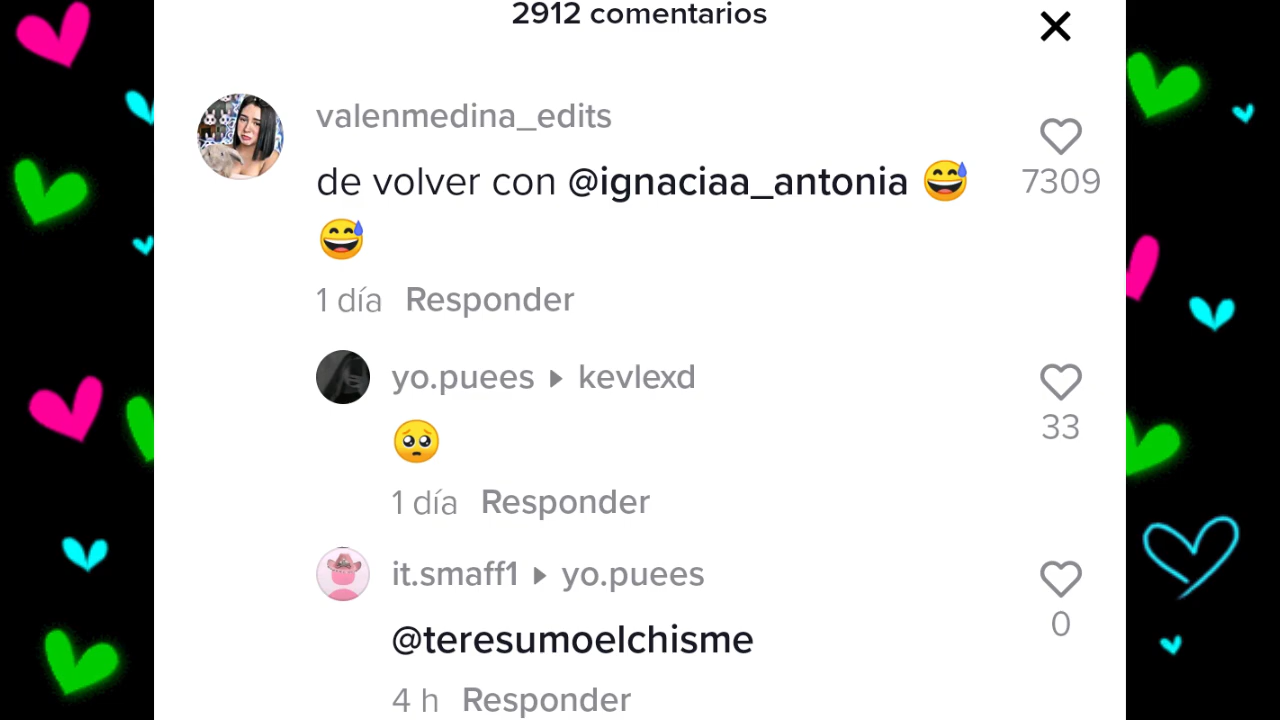 2912 comentarios
valenmedina_edits
7309
de volver con @ignaciaa_antonia 😅
😅
1 día Responder
yo.puees ▸ kevlexd
33
🥺
1 día Responder
it.smaff1 ▸ yo.puees
0
@teresumoelchisme
4 h Responder